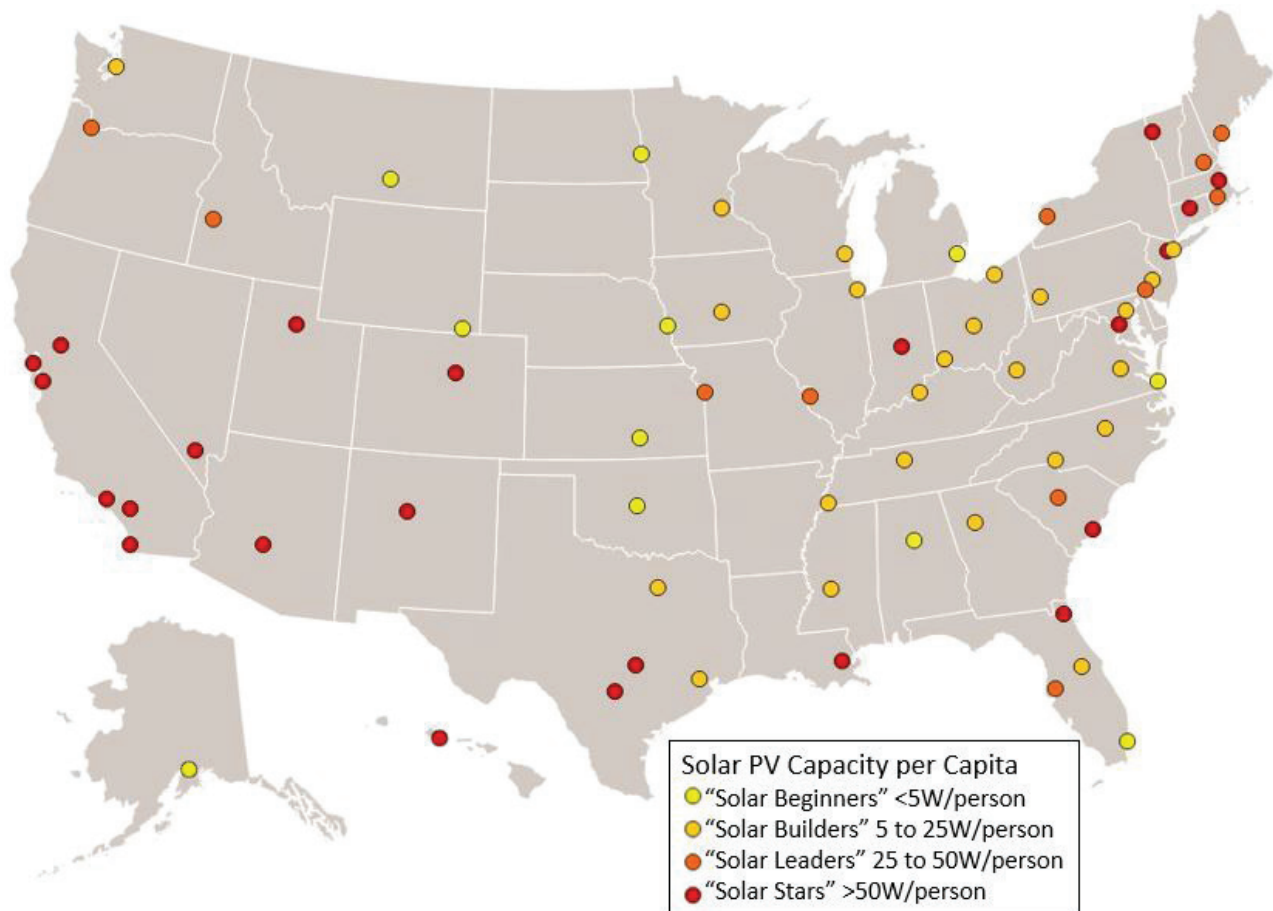 Solar PV Capacity per Capita
“Solar Beginners” <5W/person
“Solar Builders” 5 to 25W/person
“Solar Leaders” 25 to 50W/person
“Solar Stars” >50W/person